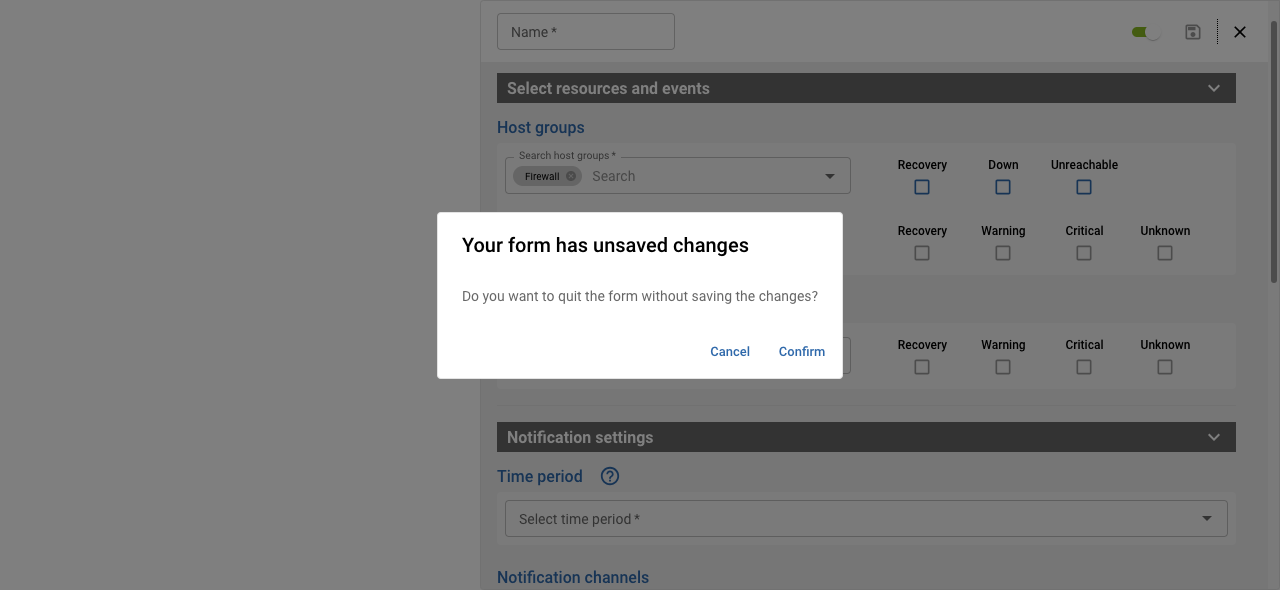 Name *
Select resources and events
Host groups
Search host groups *
Firewall
Search
Recovery Down Unreachable
Recovery Warning Critical Unknown
Your form has unsaved changes
Do you want to quit the form without saving the changes?
Cancel Confirm
Recovery Warning Critical Unknown
Notification settings
Time period ?
Select time period *
Notification channels